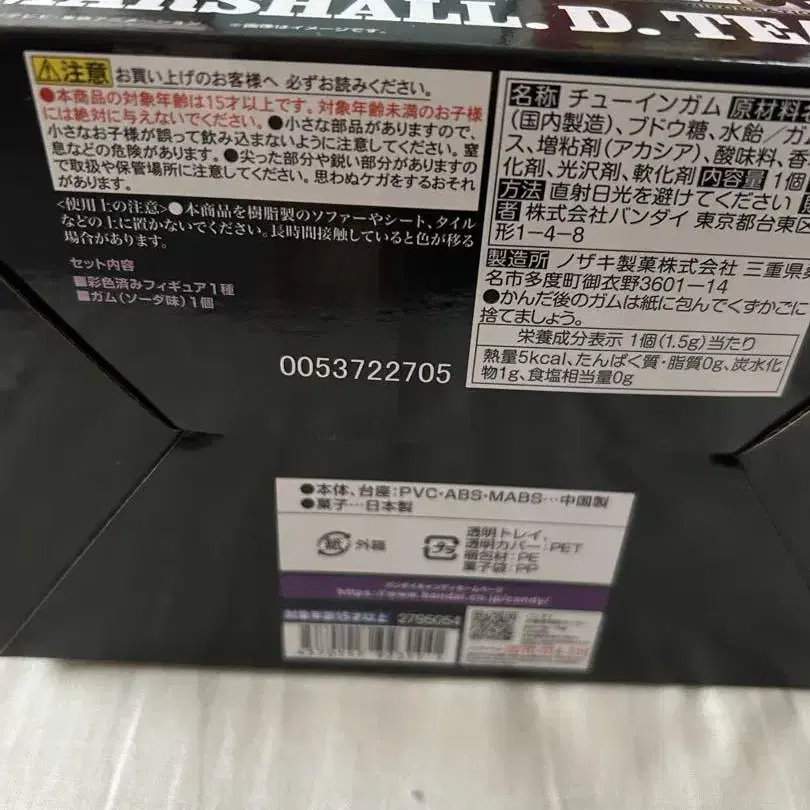 MARSHALL. D. TE
※画像はイメージです。
⚠注意 お買い上げのお客様へ 必ずお読みください。
●本商品の対象年齢は15才以上です。対象年齢未満のお子様
には絶対に与えないでください。●小さな部品がありますので、
小さなお子様が誤って飲み込まないように注意してください。窒
息などの危険があります。●尖った部分や鋭い部分がありますの
で取扱や保管場所に注意してください。思わぬケガをするおそれ
があります。
<使用上の注意>●本商品を樹脂製のソファーやシート、タイル
などの上に置かないでください。長時間接触していると色が移る
場合があります。
セット内容
■彩色済みフィギュア1種
■ガム(ソーダ味)1個
名称 チューインガム 原材料
(国内製造)、ブドウ糖、水飴/ガ
ス、増粘剤(アカシア)、酸味料、香
化剤、光沢剤、軟化剤 内容量 1個
方法 直射日光を避けてください
者 株式会社バンダイ 東京都台東区
形1-4-8
製造所 ノザキ製菓株式会社 三重県桑
名市多度町御衣野3601-14
●かんだ後のガムは紙に包んでくずかごに
捨てましょう。
栄養成分表示 1個(1.5g)当たり
熱量5kcal、たんぱく質・脂質0g、炭水化
物1g、食塩相当量0g
0053722705
●本体、台座:PVC・ABS・MABS…中国製
●菓子…日本製
紙 外箱
プラ
透明トレイ、
透明カバー:PET
梱包材:PE
菓子袋:PP
バンダイキャンディホームページ
2796064